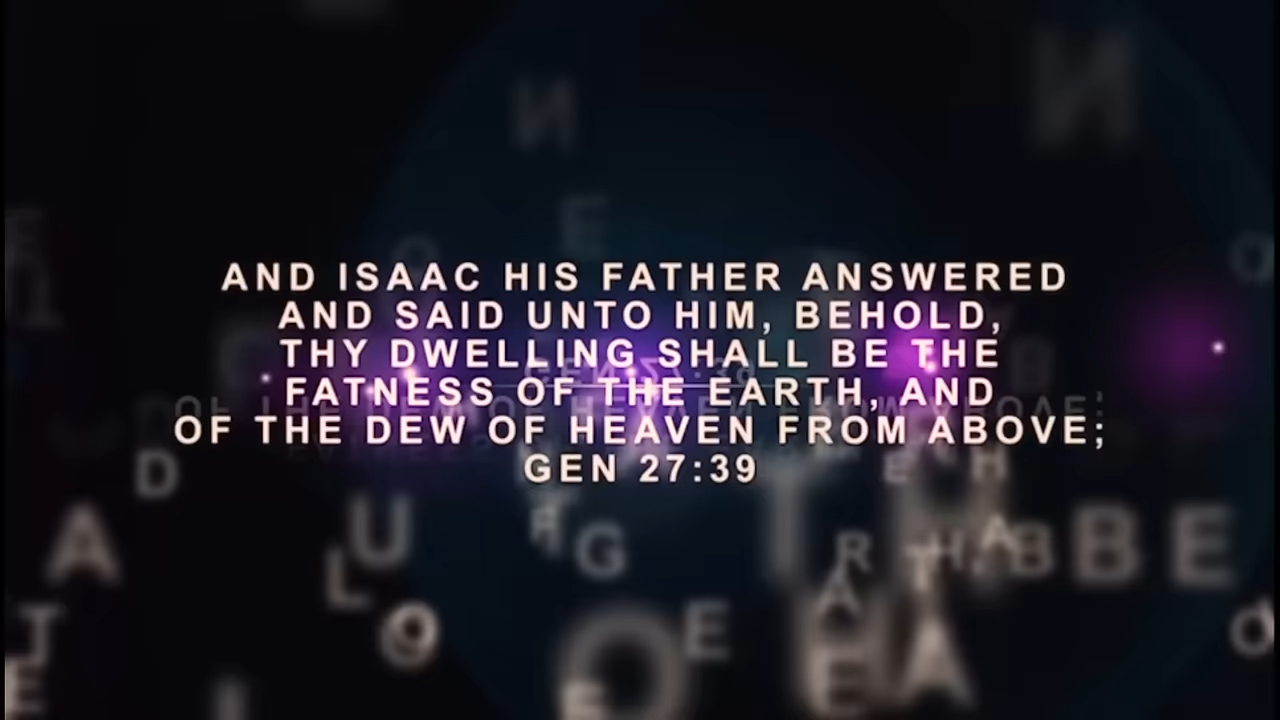 AND ISAAC HIS FATHER ANSWERED
AND SAID UNTO HIM, BEHOLD,
THY DWELLING SHALL BE THE
FATNESS OF THE EARTH, AND
OF THE DEW OF HEAVEN FROM ABOVE;
GEN 27:39